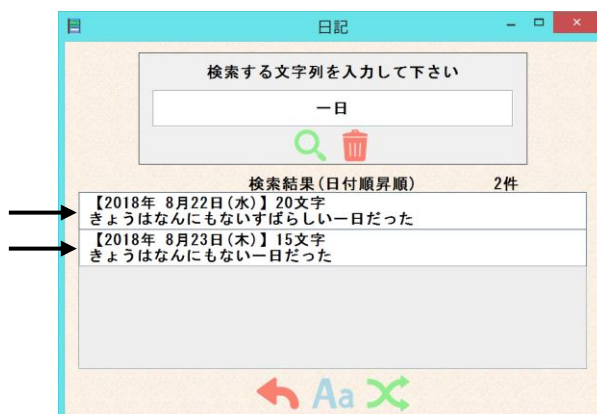 日記
検索する文字列を入力して下さい
一日
検索結果(日付順昇順) 2件
【2018年 8月22日(水)】20文字
きょうはなんにもないすばらしい一日だった
【2018年 8月23日(木)】15文字
きょうはなんにもない一日だった
Aa